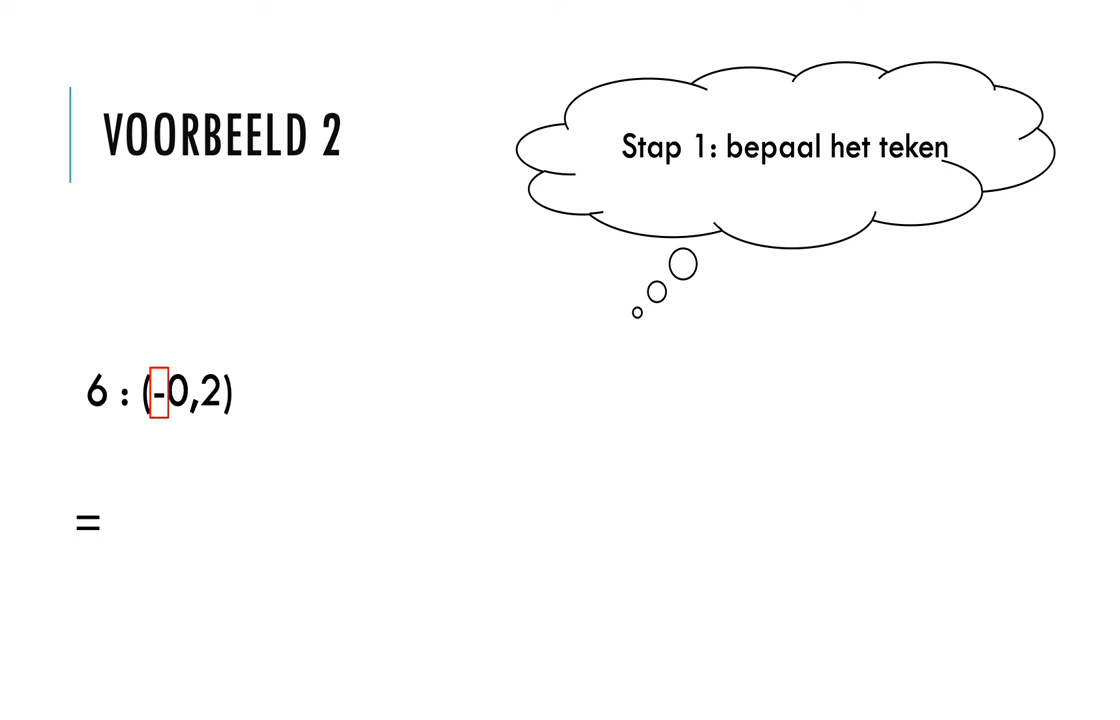 VOORBEELD 2
Stap 1: bepaal het teken
6 : (-0,2)
=